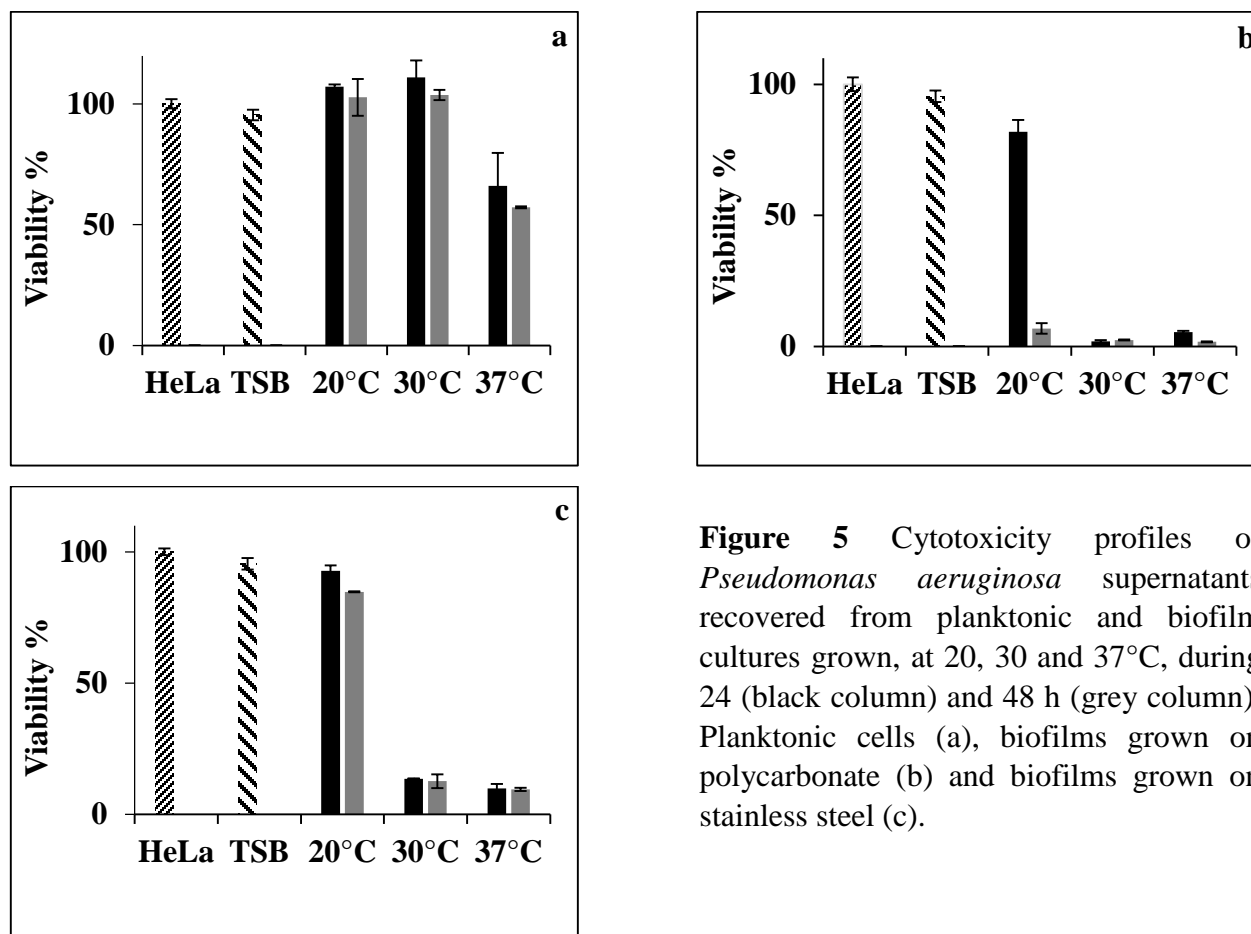 a
100
50
0
Viability %
HeLa TSB 20°C 30°C 37°C
b
100
50
0
Viability %
HeLa TSB 20°C 30°C 37°C
c
100
50
0
Viability %
HeLa TSB 20°C 30°C 37°C
Figure 5 Cytotoxicity profiles o
Pseudomonas aeruginosa supernatants
recovered from planktonic and biofilm
cultures grown, at 20, 30 and 37°C, during
24 (black column) and 48 h (grey column)
Planktonic cells (a), biofilms grown on
polycarbonate (b) and biofilms grown on
stainless steel (c).